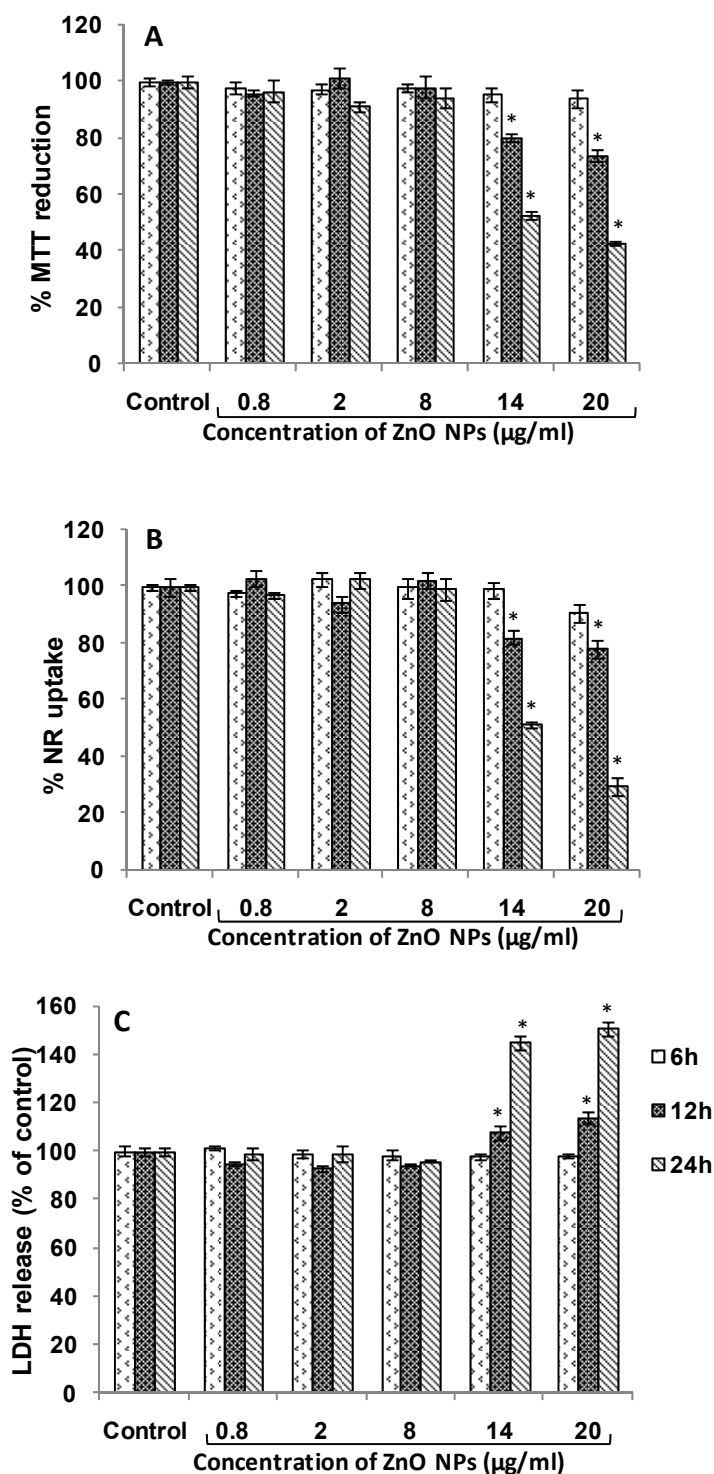 A
120
100
80
60
40
20
0
% MTT reduction
* * * *
Control 0.8 2 8 14 20
Concentration of ZnO NPs (µg/ml)
B
120
100
80
60
40
20
0
% NR uptake
* * * *
Control 0.8 2 8 14 20
Concentration of ZnO NPs (µg/ml)
C
160
140
120
100
80
60
40
20
0
LDH release (% of control)
* * * *
6h
12h
24h
Control 0.8 2 8 14 20
Concentration of ZnO NPs (µg/ml)